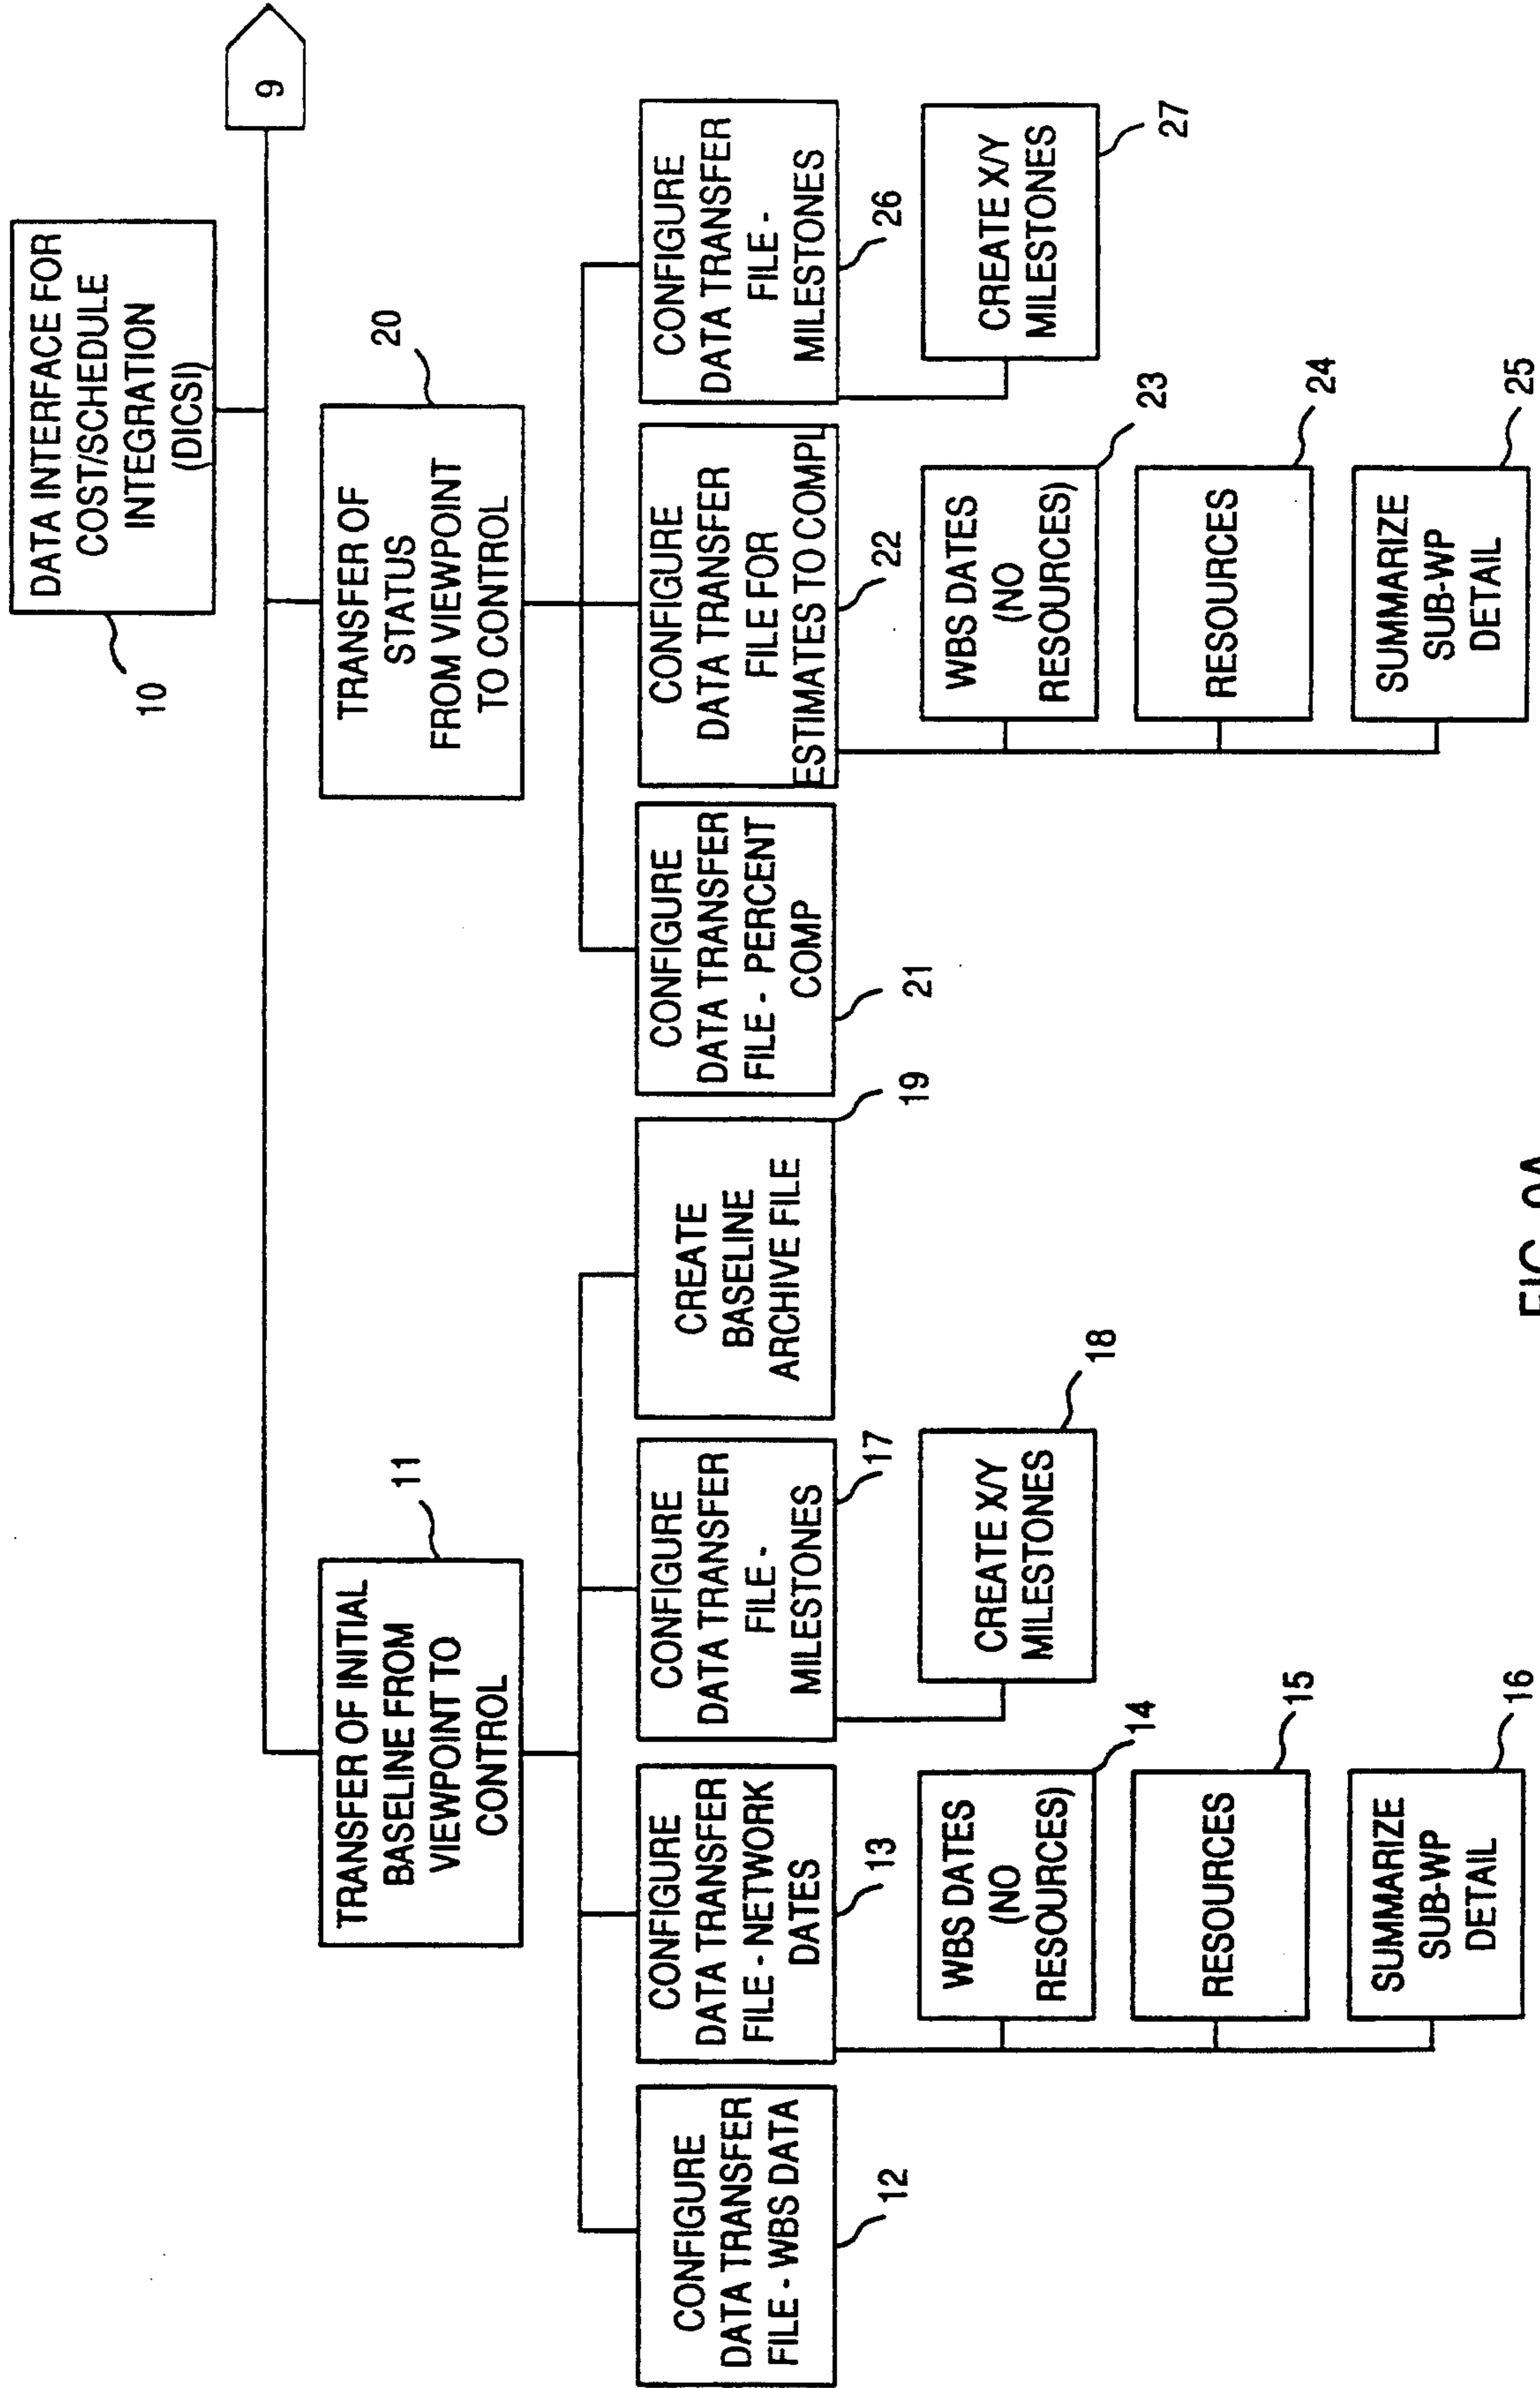 DATA INTERFACE FOR
COST/SCHEDULE
INTEGRATION
(DICSI)
10
9
TRANSFER OF INITIAL
BASELINE FROM
VIEWPOINT TO
CONTROL
11
TRANSFER OF
STATUS
FROM VIEWPOINT
TO CONTROL
20
CONFIGURE
DATA TRANSFER
FILE - WBS DATA
12
CONFIGURE
DATA TRANSFER
FILE - NETWORK
DATES
13
CONFIGURE
DATA TRANSFER
FILE -
MILESTONES
17
CREATE
BASELINE
ARCHIVE FILE
19
CONFIGURE
DATA TRANSFER
FILE - PERCENT
COMP
21
CONFIGURE
DATA TRANSFER
FILE FOR
ESTIMATES TO COMPL
22
CONFIGURE
DATA TRANSFER
FILE -
MILESTONES
26
WBS DATES
(NO
RESOURCES)
14
CREATE X/Y
MILESTONES
18
WBS DATES
(NO
RESOURCES)
23
CREATE X/Y
MILESTONES
27
RESOURCES
15
RESOURCES
24
SUMMARIZE
SUB-WP
DETAIL
16
SUMMARIZE
SUB-WP
DETAIL
25